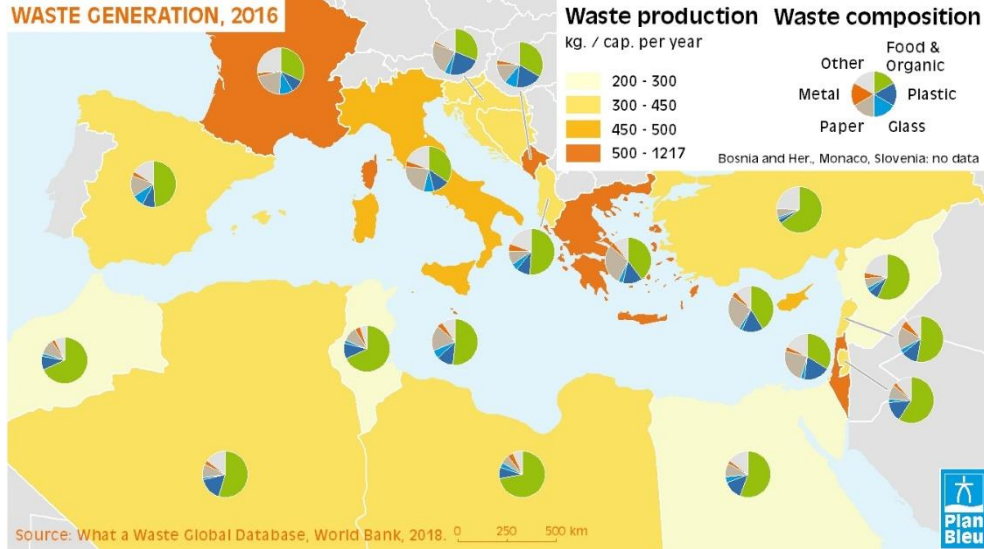 WASTE GENERATION, 2016
Waste production
kg. / cap. per year
200 - 300
300 - 450
450 - 500
500 - 1217
Waste composition
Food &
Organic
Other
Metal
Plastic
Paper
Glass
Bosnia and Her., Monaco, Slovenia: no data
Source: What a Waste Global Database, World Bank, 2018.
0 250 500 km
Plan
Bleu